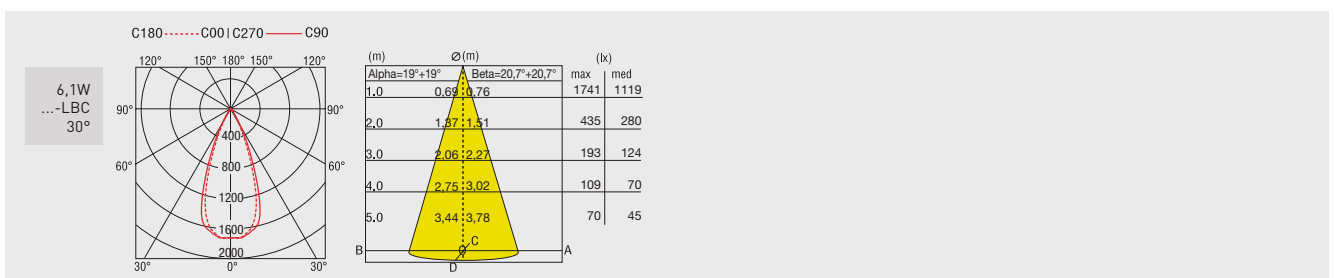 C180 C00 | C270 C90
6,1W
...-LBC
30°
120° 150° 180° 150° 120°
90° 90°
60° 60°
30° 0° 30°
400
800
1200
1600
2000
(m) Ø(m) (lx)
Alpha=19°+19° Beta=20,7°+20,7° max med
1.0 0,69 0,76 1741 1119
2.0 1,37 1,51 435 280
3.0 2,06 2,27 193 124
4.0 2,75 3,02 109 70
5.0 3,44 3,78 70 45
B C A
D